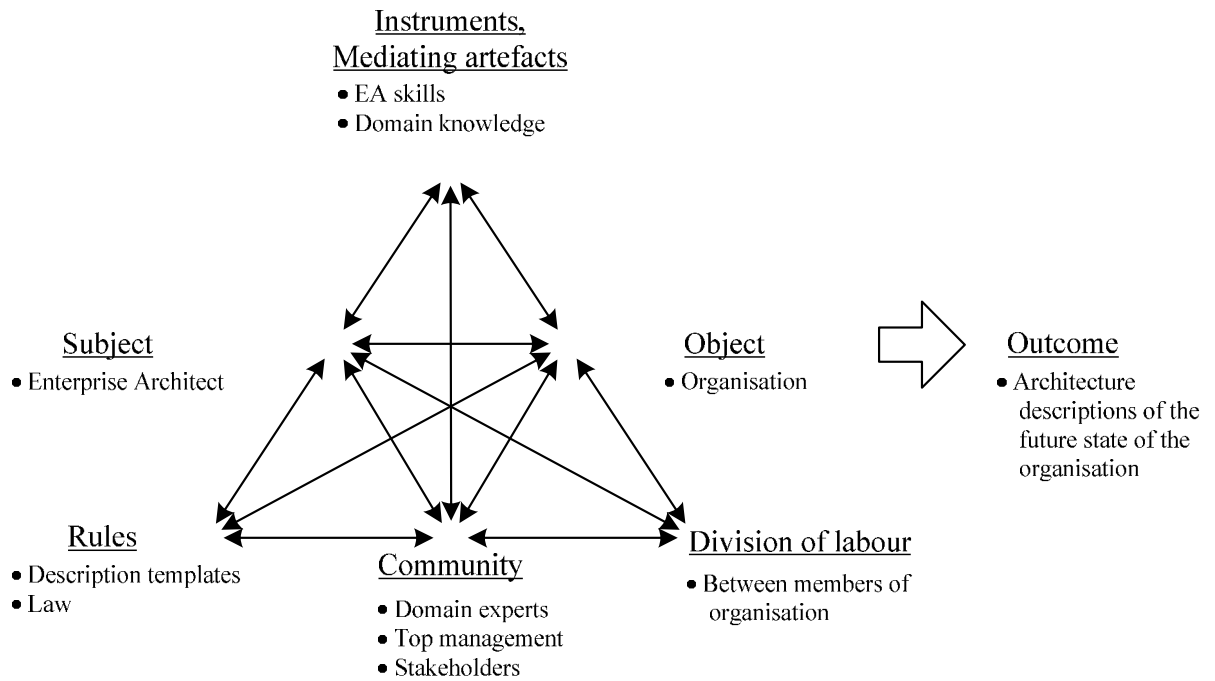 Instruments,
Mediating artefacts
• EA skills
• Domain knowledge
Subject
• Enterprise Architect
Object
• Organisation
Outcome
• Architecture
descriptions of the
future state of the
organisation
Rules
• Description templates
• Law
Community
• Domain experts
• Top management
• Stakeholders
Division of labour
• Between members of
organisation